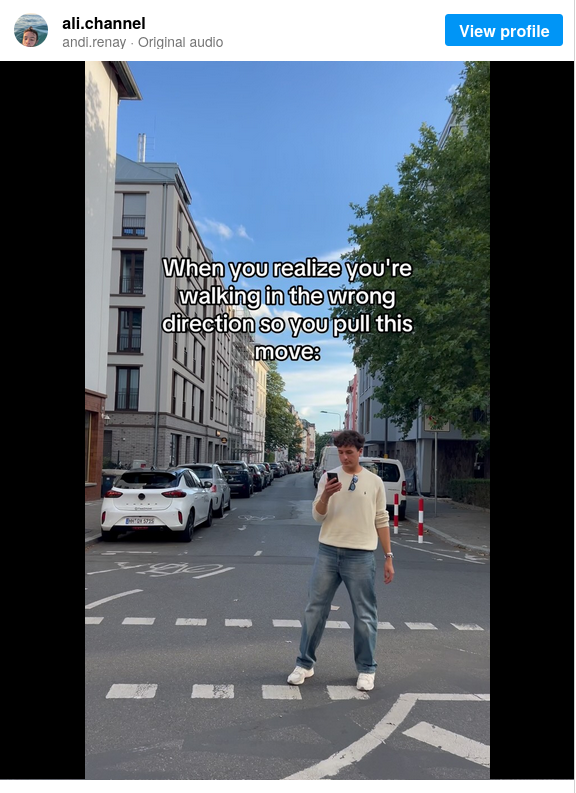 ali.channel
andi.renay · Original audio
View profile
When you realize you're
walking in the wrong
direction so you pull this
move: